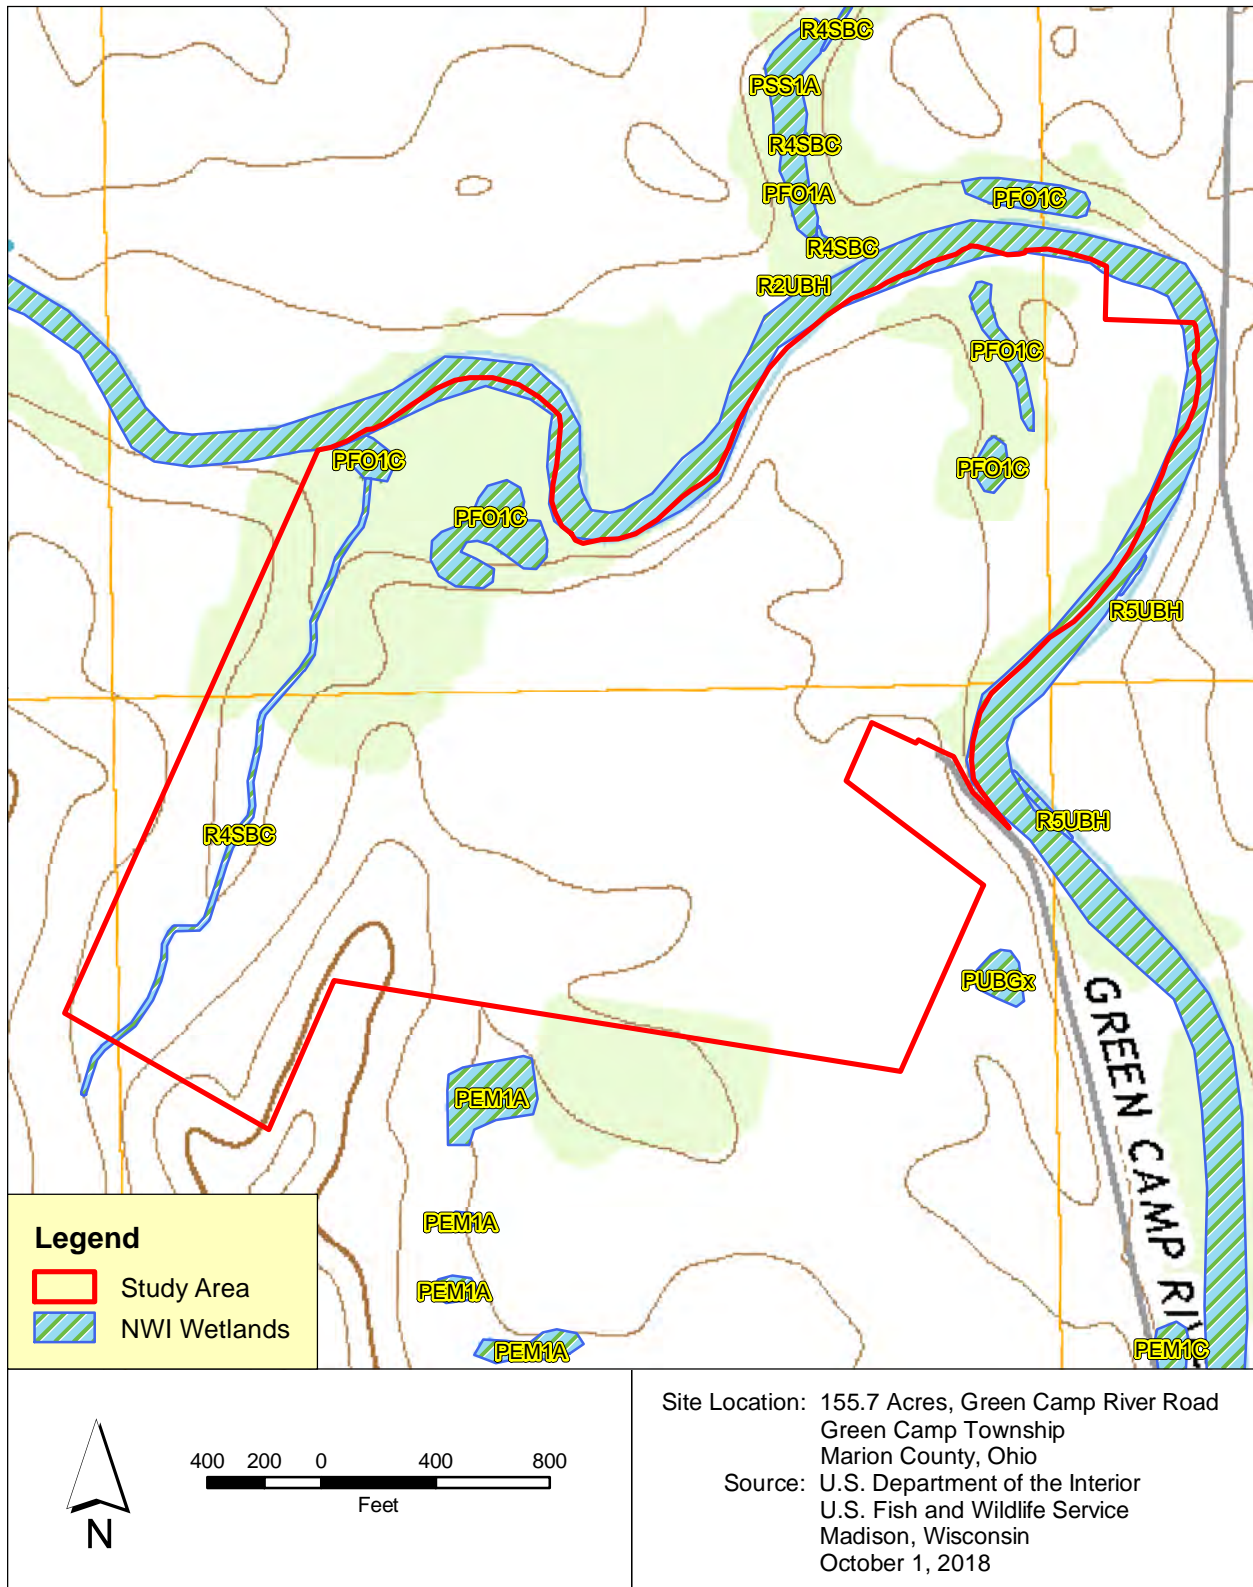 R4SBC
PSS1A
R4SBC
PFO1A
PFO1C
R4SBC
R2UBH
PFO1C
PFO1C
PFO1C
PFO1C
R5UBH
R5UBH
R4SBC
PUBGx
GREEN CAMP RIV
PEM1A
PEM1A
PEM1A
PEM1A
PEM1C
Legend
Study Area
NWI Wetlands
N
400 200 0 400 800
Feet
Site Location: 155.7 Acres, Green Camp River Road
Green Camp Township
Marion County, Ohio
Source: U.S. Department of the Interior
U.S. Fish and Wildlife Service
Madison, Wisconsin
October 1, 2018